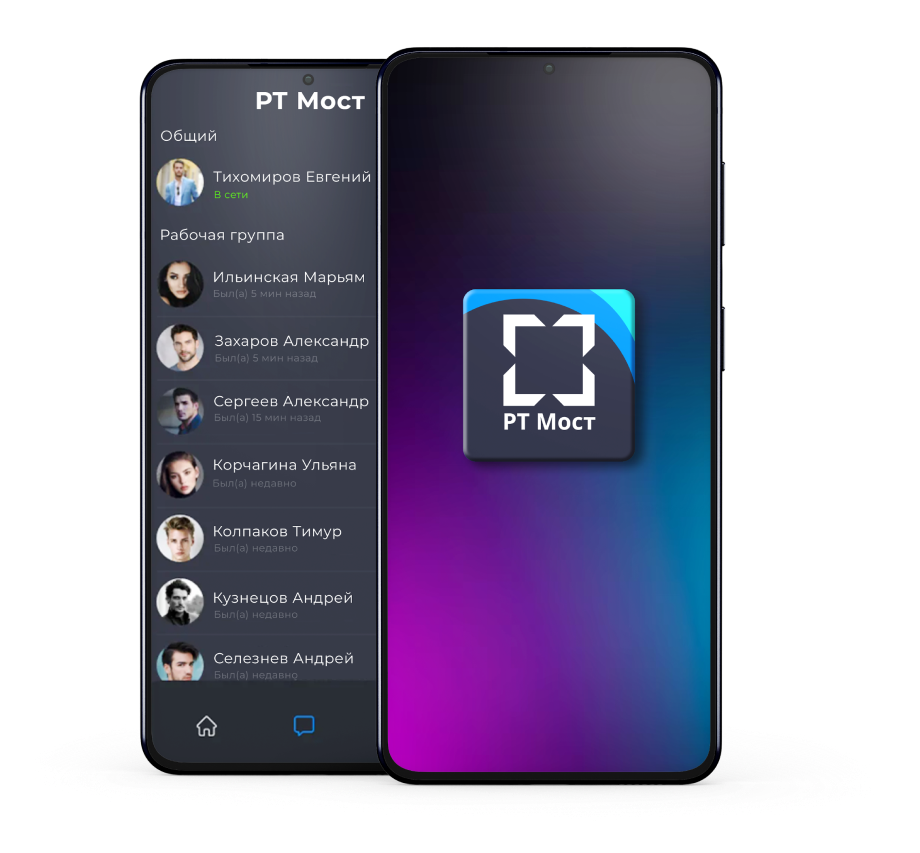 РТ Мост
Общий
Тихомиров Евгений
В сети
Рабочая группа
Ильинская Марьям
Был(а) 5 мин назад
Захаров Александр
Был(а) 5 мин назад
Сергеев Александр
Был(а) 15 мин назад
Корчагина Ульяна
Был(а) недавно
Колпаков Тимур
Был(а) недавно
Кузнецов Андрей
Был(а) недавно
Селезнев Андрей
Был(а) недавно
РТ Мост